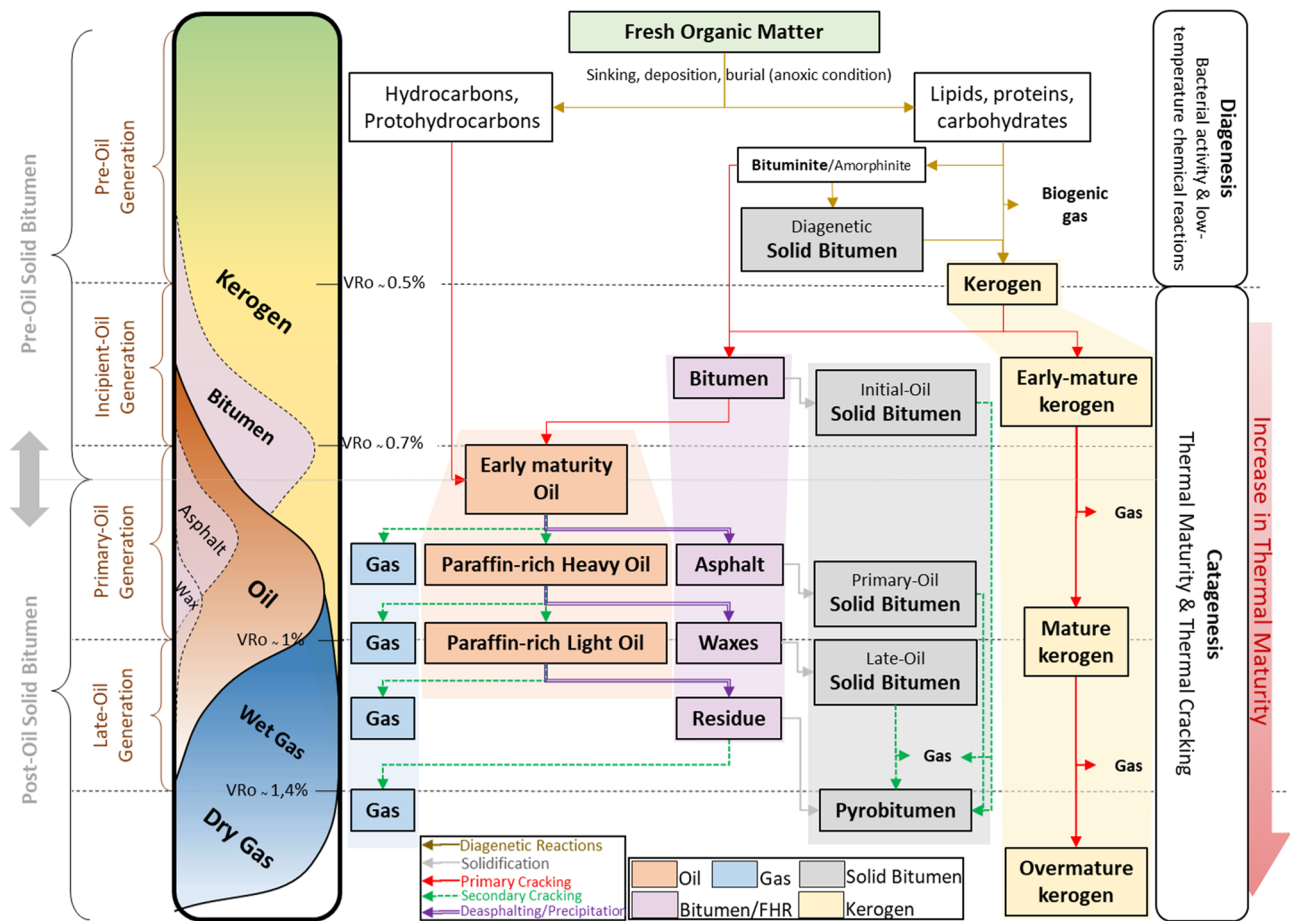 Fresh Organic Matter
Sinking, deposition, burial (anoxic condition)
Hydrocarbons,
Protohydrocarbons
Lipids, proteins,
carbohydrates
Bituminite/Amorphinite
Biogenic
gas
Diagenetic
Solid Bitumen
Kerogen
Diagenesis
Bacterial activity & low-
temperature chemical reactions
Pre-Oil Solid Bitumen
Post-Oil Solid Bitumen
Pre-Oil
Generation
Incipient-Oil
Generation
Primary-Oil
Generation
Late-Oil
Generation
Kerogen
Bitumen
Asphalt
Wax
Oil
Wet Gas
Dry Gas
VRo ~ 0.5%
VRo ~ 0.7%
VRo ~ 1%
VRo ~ 1,4%
Bitumen
Initial-Oil
Solid Bitumen
Early-mature
kerogen
Early maturity
Oil
Gas
Gas
Paraffin-rich Heavy Oil
Asphalt
Primary-Oil
Solid Bitumen
Gas
Paraffin-rich Light Oil
Waxes
Late-Oil
Solid Bitumen
Mature
kerogen
Gas
Residue
Gas
Gas
Gas
Pyrobitumen
Overmature
kerogen
Catagenesis
Thermal Maturity & Thermal Cracking
Increase in Thermal Maturity
Diagenetic Reactions
Solidification
Primary Cracking
Secondary Cracking
Deasphalting/Precipitation
Oil
Gas
Solid Bitumen
Bitumen/FHR
Kerogen